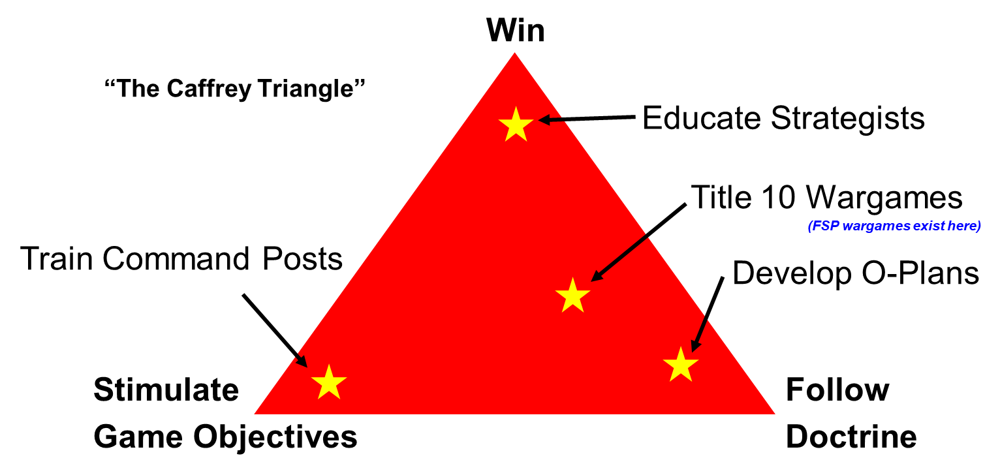 Win
“The Caffrey Triangle”
Educate Strategists
Title 10 Wargames
(FSP wargames exist here)
Train Command Posts
Develop O-Plans
Stimulate
Game Objectives
Follow
Doctrine